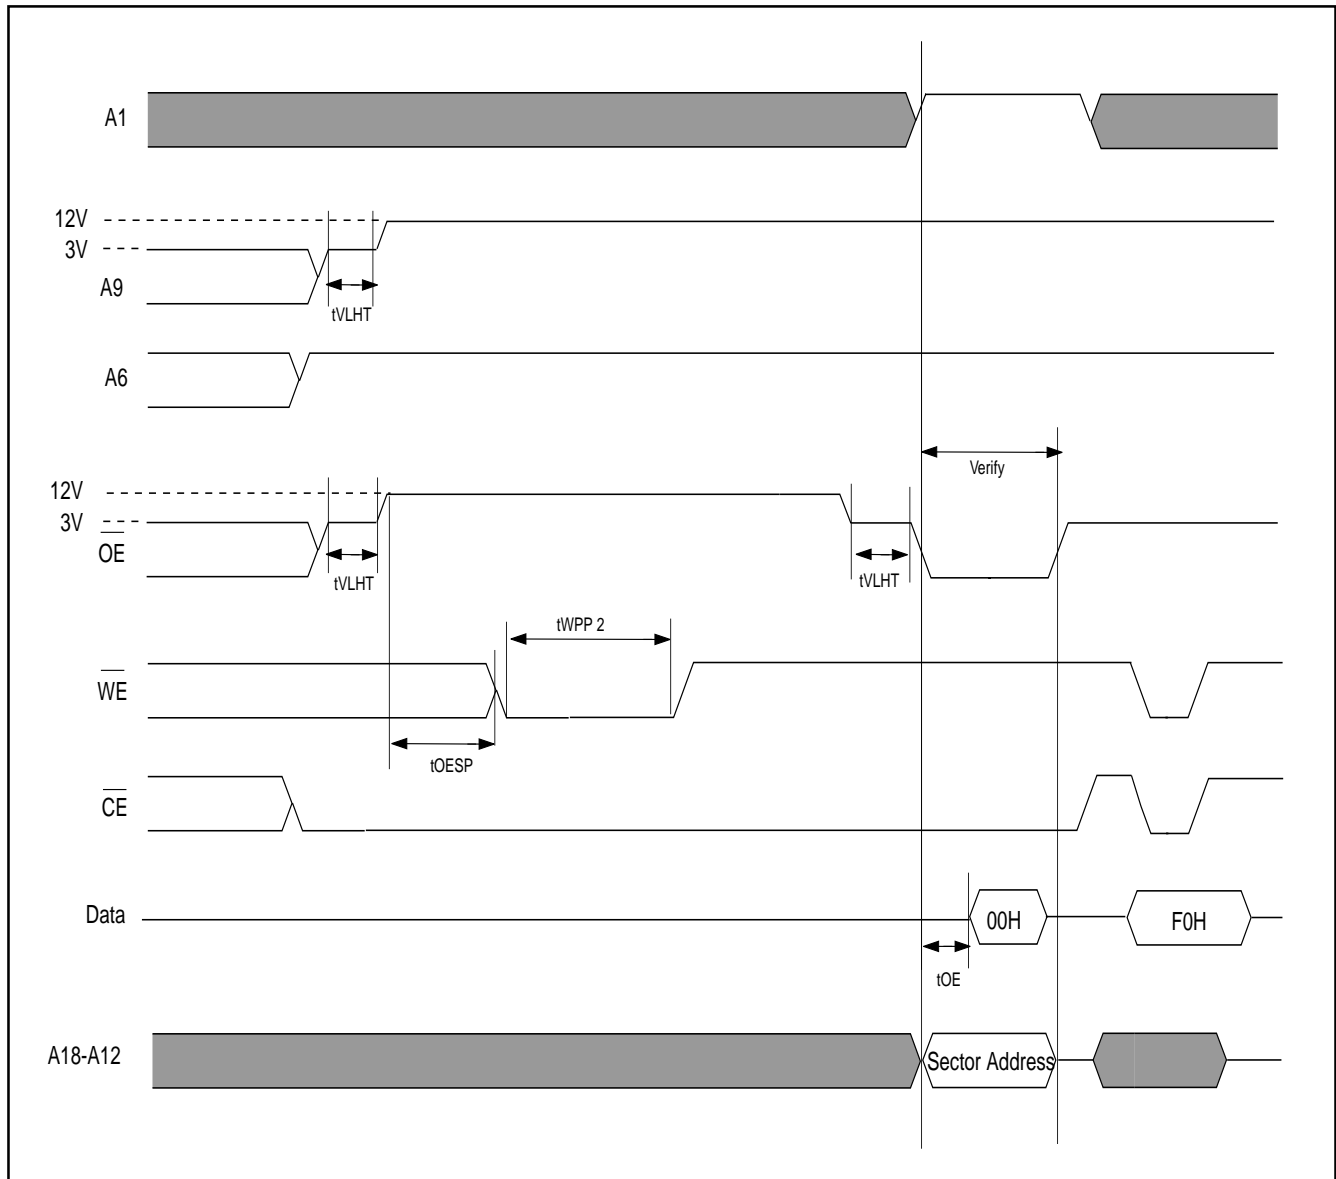 A1
12V
3V
A9
tVLHT
A6
Verify
12V
3V
OE
tVLHT
tVLHT
tWPP 2
WE
tOESP
CE
Data
00H
F0H
tOE
A18-A12
Sector Address